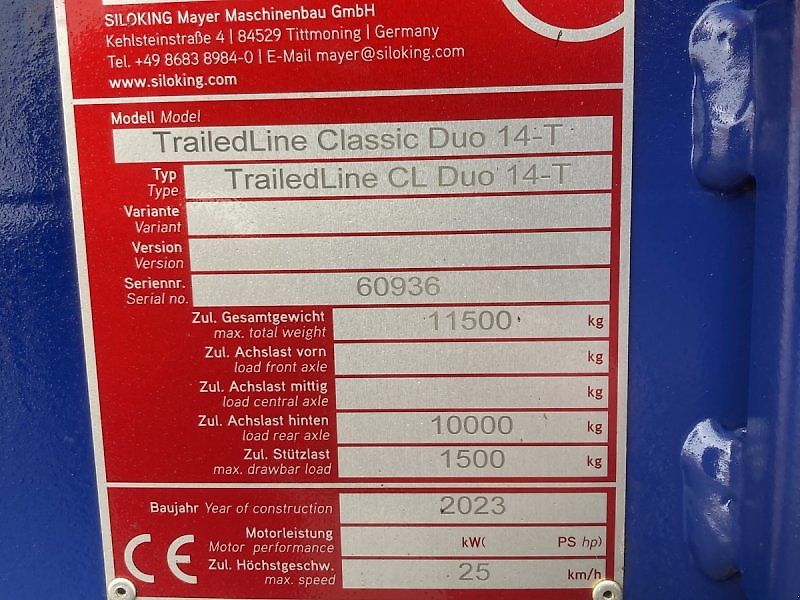 SILOKING Mayer Maschinenbau GmbH
Kehlsteinstraße 4 | 84529 Tittmoning | Germany
Tel. +49 8683 8984-0 | E-Mail mayer@siloking.com
www.siloking.com
Modell Model
TrailedLine Classic Duo 14-T
Typ TrailedLine CL Duo 14-T
Type
Variante
Variant
Version
Version
Seriennr. 60936
Serial no.
Zul. Gesamtgewicht 11500 kg
max. total weight
Zul. Achslast vorn kg
load front axle
Zul. Achslast mittig kg
load central axle
Zul. Achslast hinten 10000 kg
load rear axle
Zul. Stützlast 1500 kg
max. drawbar load
Baujahr Year of construction 2023
CE
Motorleistung kW( PS hp)
Motor performance
Zul. Höchstgeschw. 25 km/h
max. speed